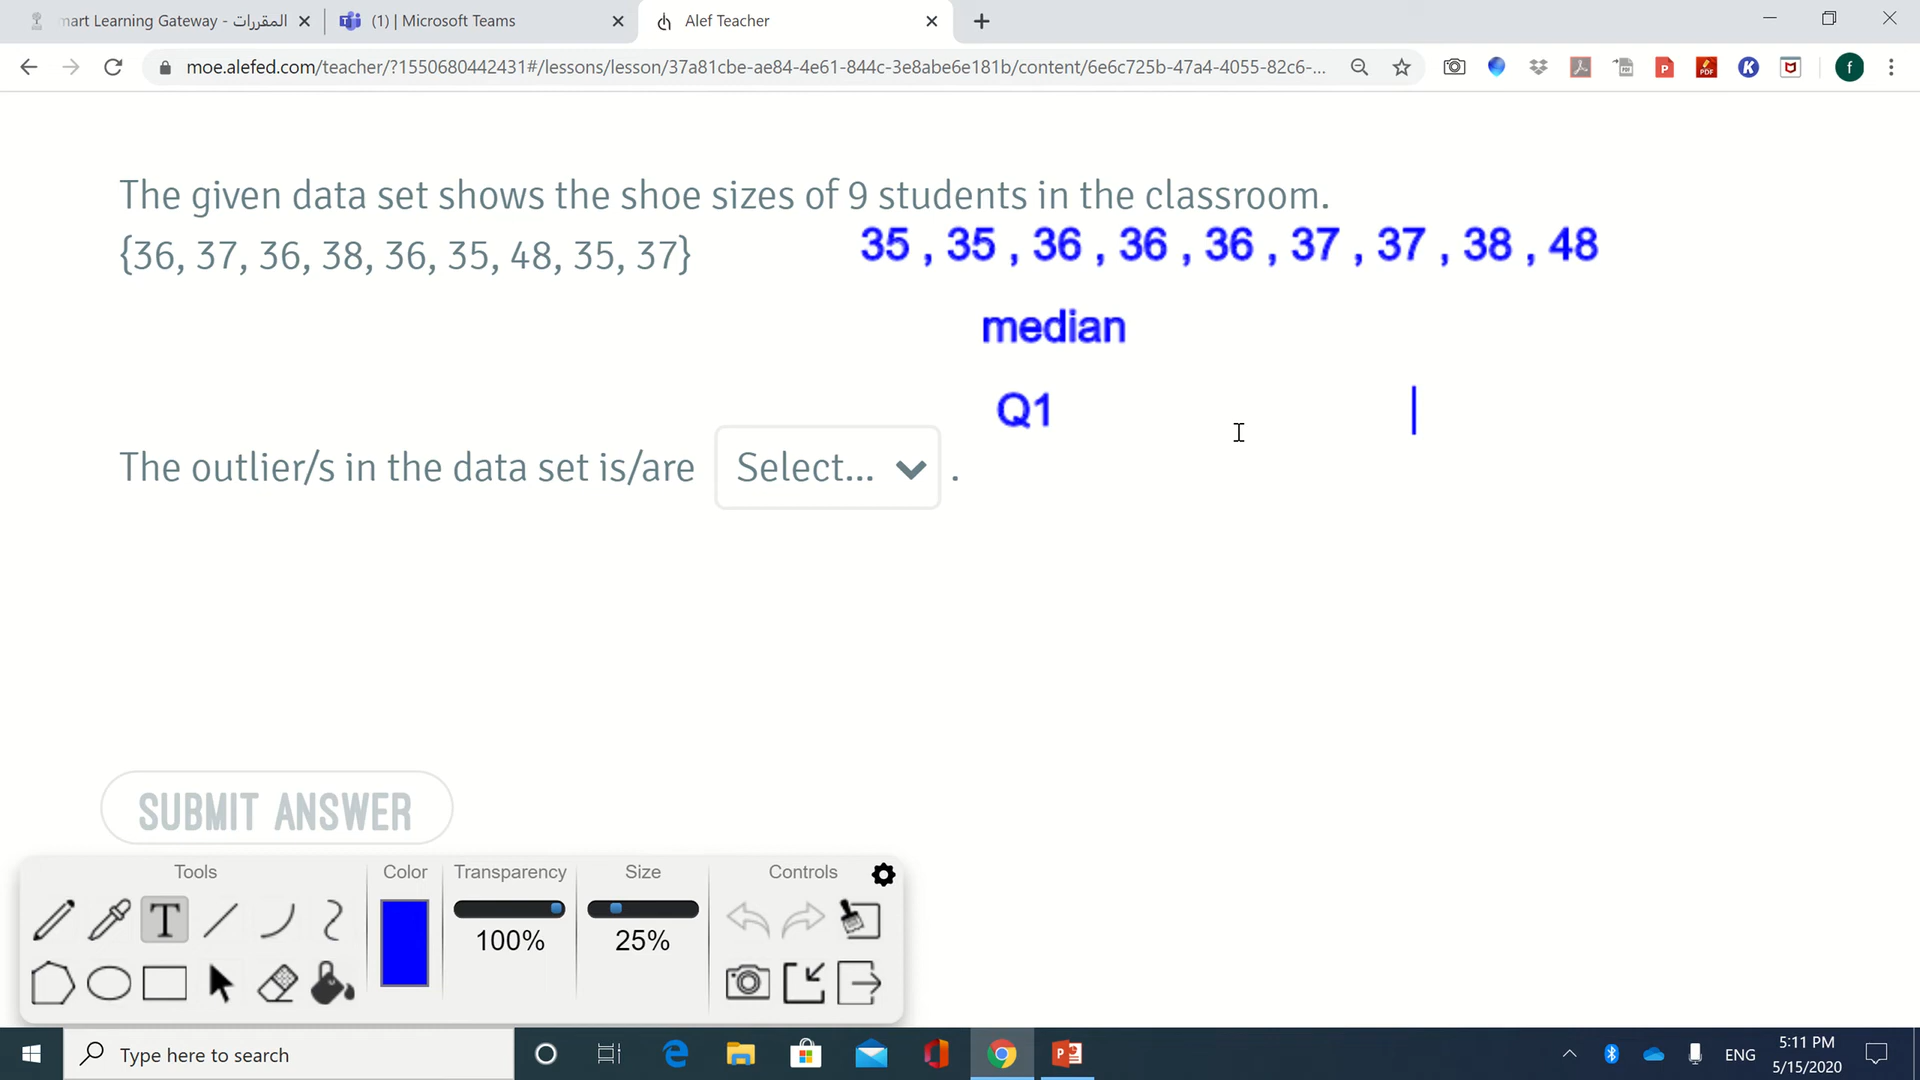 mart Learning Gateway - المقررات
(1) | Microsoft Teams
Alef Teacher
moe.alefed.com/teacher/?1550680442431#/lessons/lesson/37a81cbe-ae84-4e61-844c-3e8abe6e181b/content/6e6c725b-47a4-4055-82c6-...
The given data set shows the shoe sizes of 9 students in the classroom.
{36, 37, 36, 38, 36, 35, 48, 35, 37}
35 , 35 , 36 , 36 , 36 , 37 , 37 , 38 , 48
median
Q1
The outlier/s in the data set is/are Select... .
SUBMIT ANSWER
Tools Color Transparency Size Controls
T
100% 25%
Type here to search
ENG
5:11 PM
5/15/2020